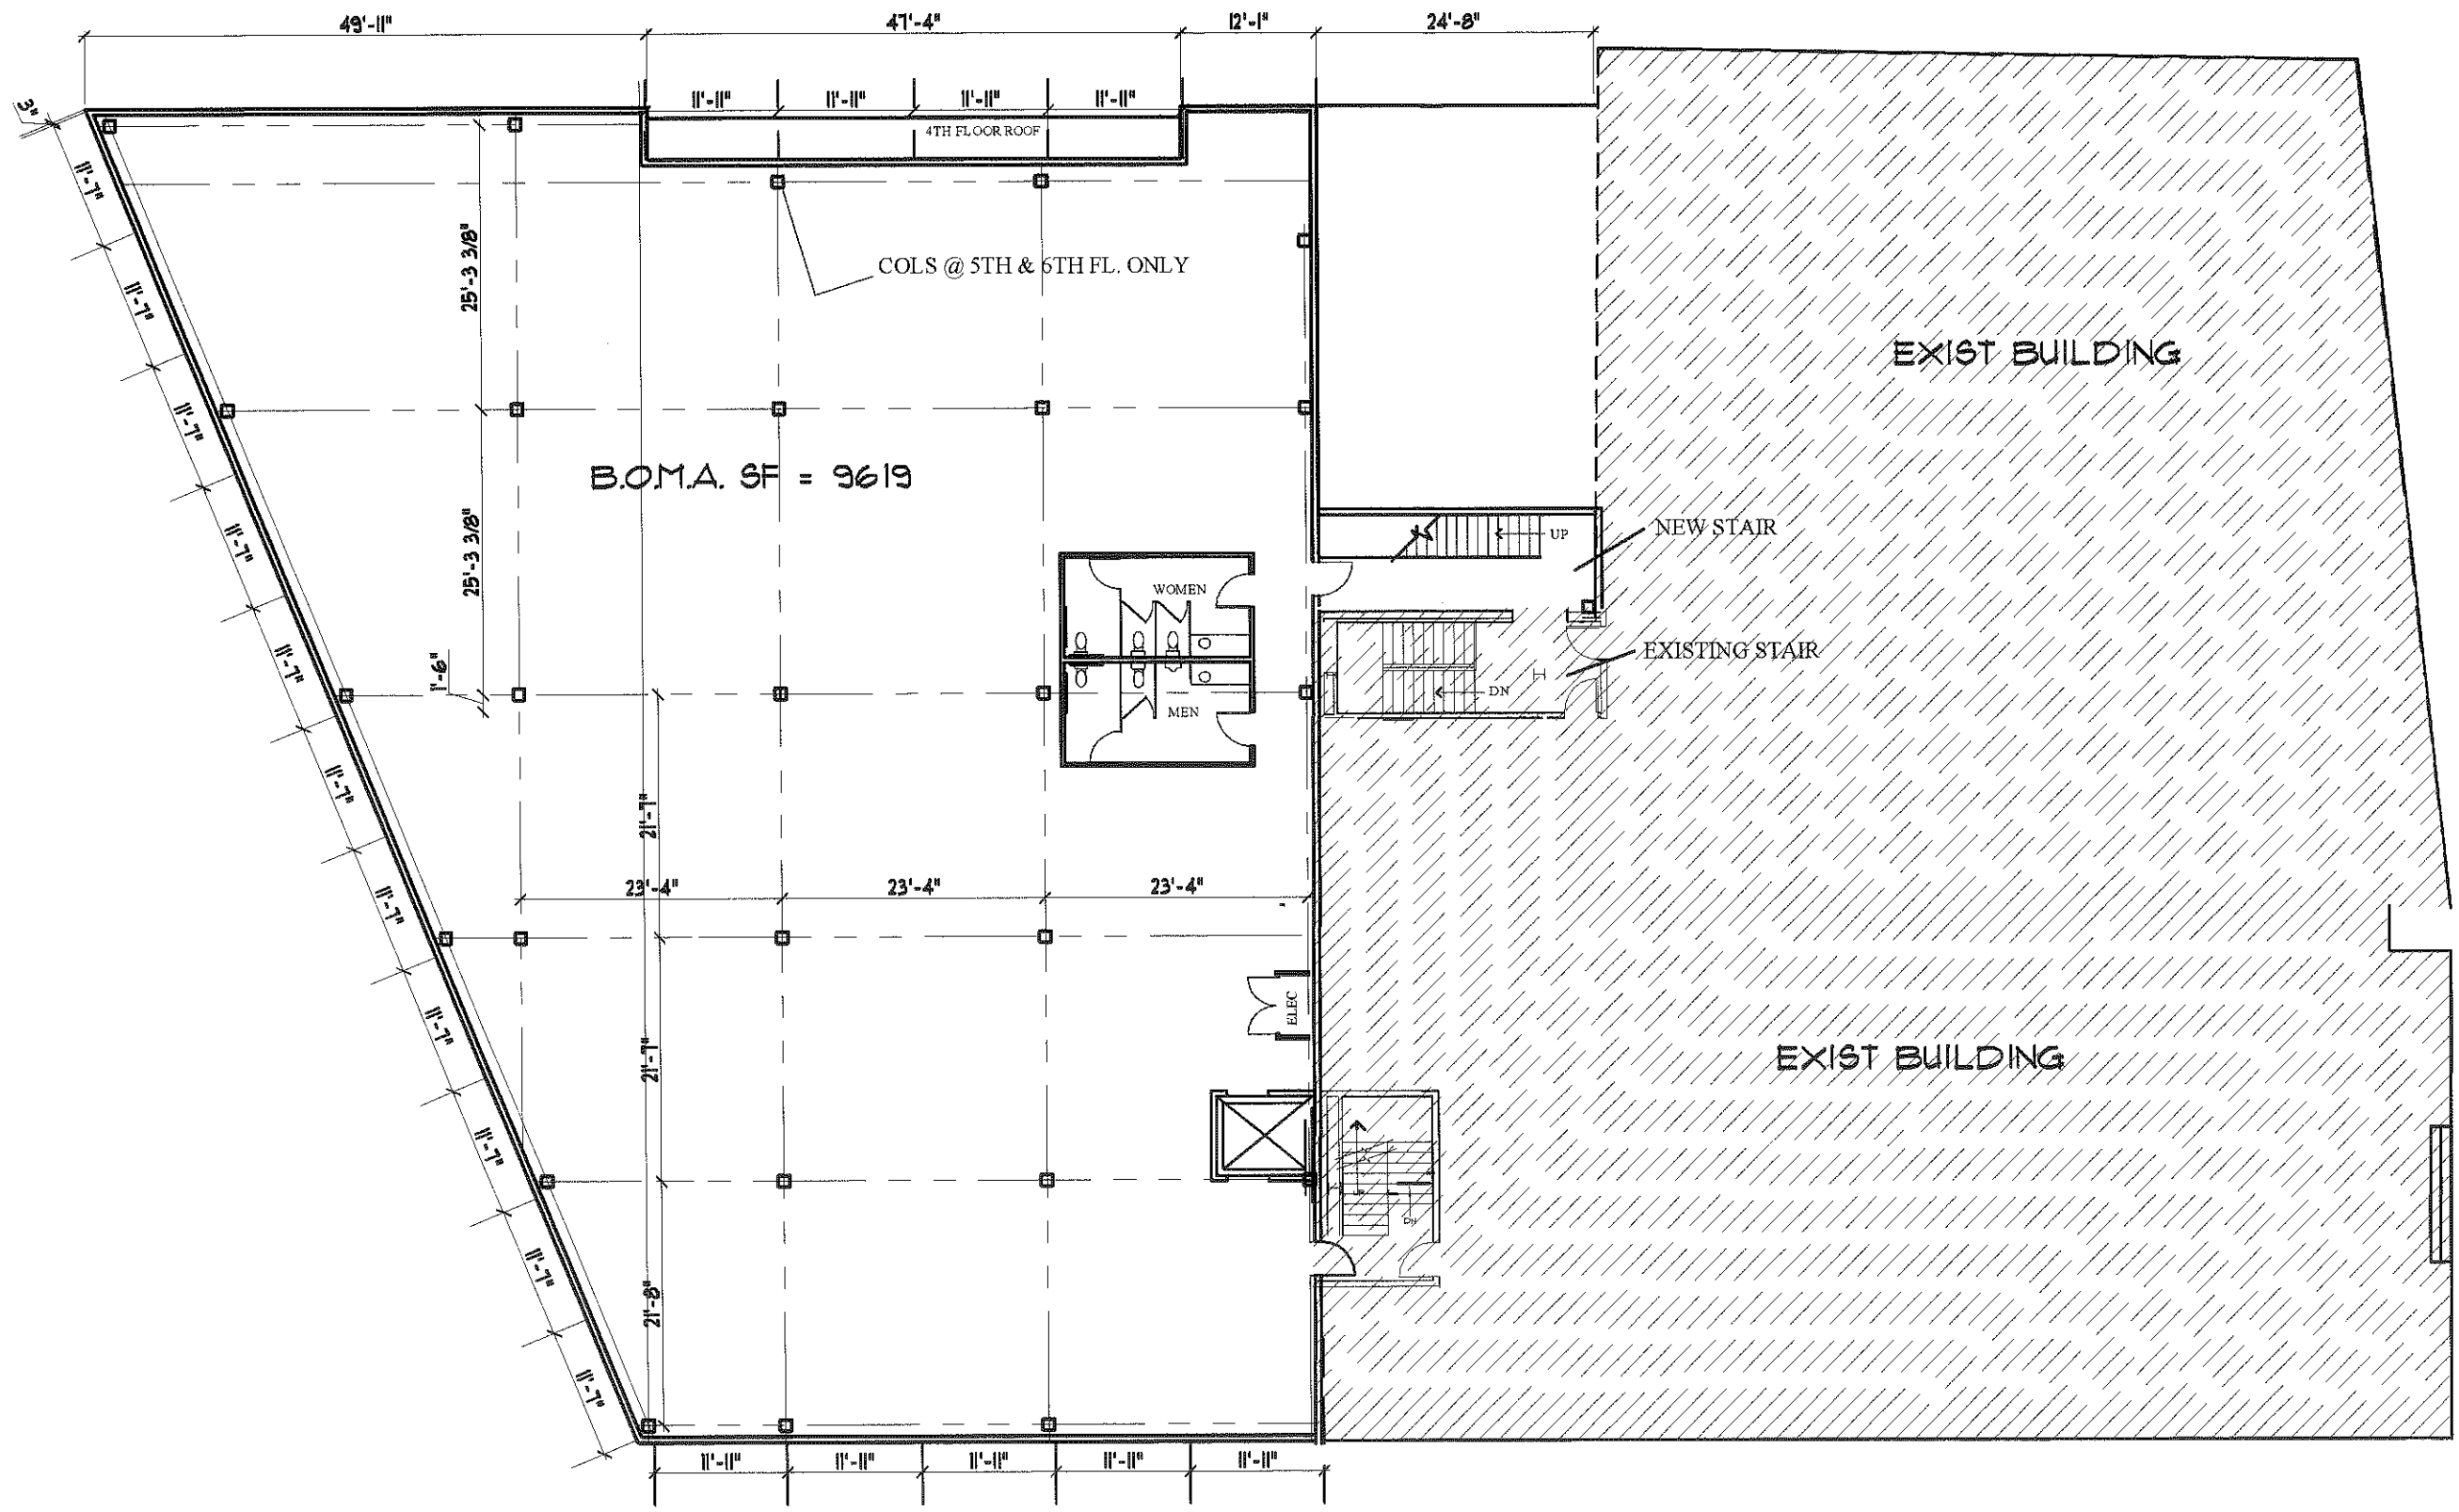 49'-11"
47'-4"
12'-1"
24'-8"
11'-11"
11'-11"
11'-11"
11'-11"
4TH FLOOR ROOF
3"
11'-7"
11'-7"
11'-7"
11'-7"
11'-7"
11'-7"
11'-7"
11'-7"
11'-7"
11'-7"
11'-7"
25'-3 3/8"
COLS @ 5TH & 6TH FL. ONLY
EXIST BUILDING
B.O.M.A. SF = 9619
25'-3 3/8"
UP
NEW STAIR
WOMEN
EXISTING STAIR
1'-6"
DN
MEN
21'-7"
23'-4"
23'-4"
23'-4"
ELEC
21'-7"
EXIST BUILDING
UP
DN
21'-8"
11'-11"
11'-11"
11'-11"
11'-11"
11'-11"